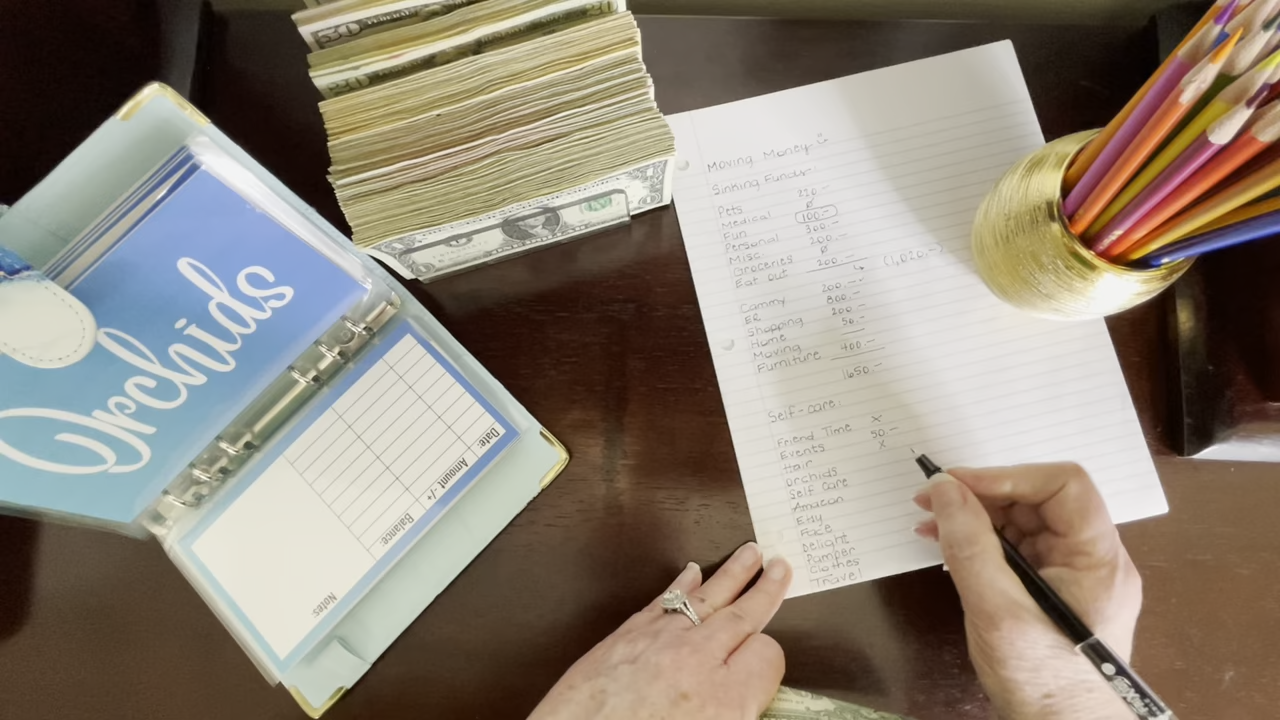 Orchids
Date:
Amount -/+
Balance:
Notes:
Moving Money
Sinking Funds:
Pets 220.-
Medical
Fun 100.-
Personal 300.-
Misc. 200.-
Groceries
Eat out 200.-
(1,020.-)
Cammy 200.-
ER 800.-
Shopping 200
Home 50.-
Moving
Furniture 400.-
1650.-
Self-care:
Friend Time x
Events 50.-
Hair x
Orchids
Self Care
Amazon
Etsy
Face
Delight
Pamper
Clothes
Travel